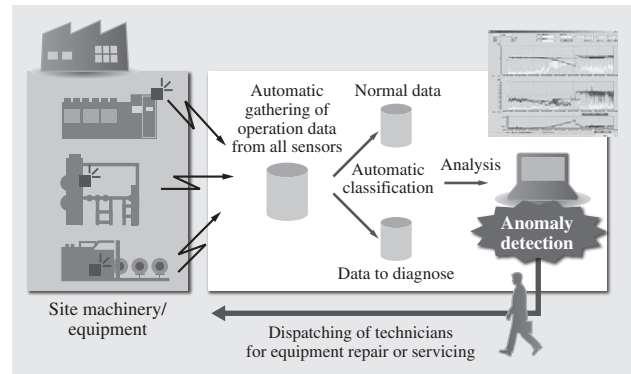 Automatic
gathering of
operation data
from all sensors
Normal data
Automatic
classification
Analysis
Anomaly
detection
Data to diagnose
Site machinery/
equipment
Dispatching of technicians
for equipment repair or servicing